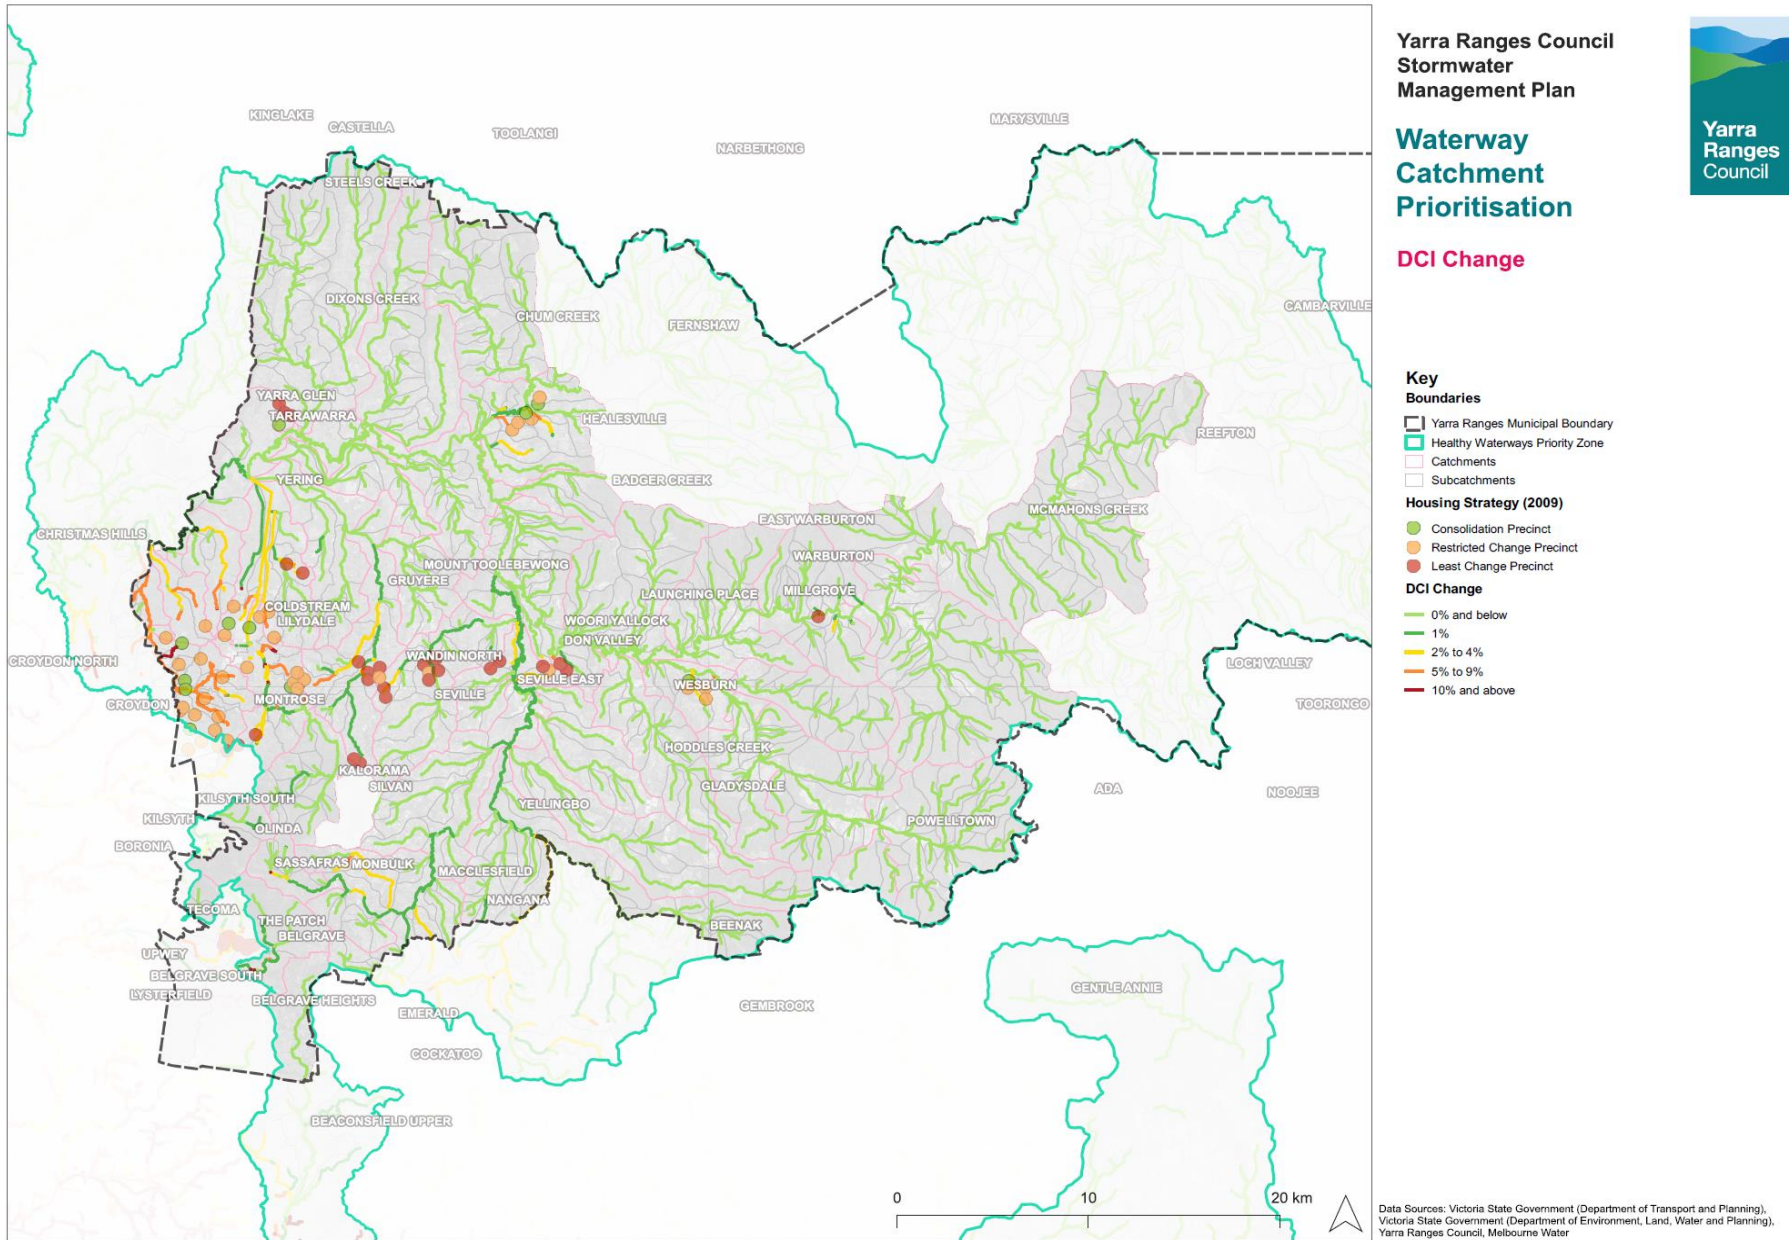 Yarra Ranges Council
Stormwater
Management Plan
Waterway
Catchment
Prioritisation
DCI Change
Yarra
Ranges
Council
Key
Boundaries
Yarra Ranges Municipal Boundary
Healthy Waterways Priority Zone
Catchments
Subcatchments
Housing Strategy (2009)
Consolidation Precinct
Restricted Change Precinct
Least Change Precinct
DCI Change
0% and below
1%
2% to 4%
5% to 9%
10% and above
KINGLAKE
CASTELLA
TOOLANGI
MARYSVILLE
NARBETHONG
STEELS CREEK
DIXONS CREEK
CHUM CREEK
FERNSHAW
CAMBARVILLE
YARRA GLEN
TARRAWARRA
HEALESVILLE
REEFTON
YERING
BADGER CREEK
EAST WARBURTON
MCMAHONS CREEK
CHRISTMAS HILLS
MOUNT TOOLEBEWONG
GRUYERE
WARBURTON
LAUNCHING PLACE
MILLGROVE
COLDSTREAM
LILYDALE
WOORI YALLOCK
DON VALLEY
CROYDON NORTH
WANDIN NORTH
LOCH VALLEY
SEVILLE EAST
SEVILLE
WESBURN
CROYDON
MONTROSE
TOORONGO
HODDLES CREEK
KALORAMA
SILVAN
GLADYSDALE
ADA
NOOJEE
KILSYTH SOUTH
YELLINGBO
KILSYTH
POWELLTOWN
OLINDA
BORONIA
SASSAFRAS
MONBULK
MACCLESFIELD
NANGANA
TECOMA
THE PATCH
BELGRAVE
BEENAK
UPWEY
BELGRAVE SOUTH
LYSTERFIELD
BELGRAVE HEIGHTS
EMERALD
GEMBROOK
GENTLE ANNIE
COCKATOO
BEACONSFIELD UPPER
0
10
20 km
Data Sources: Victoria State Government (Department of Transport and Planning),
Victoria State Government (Department of Environment, Land, Water and Planning),
Yarra Ranges Council, Melbourne Water